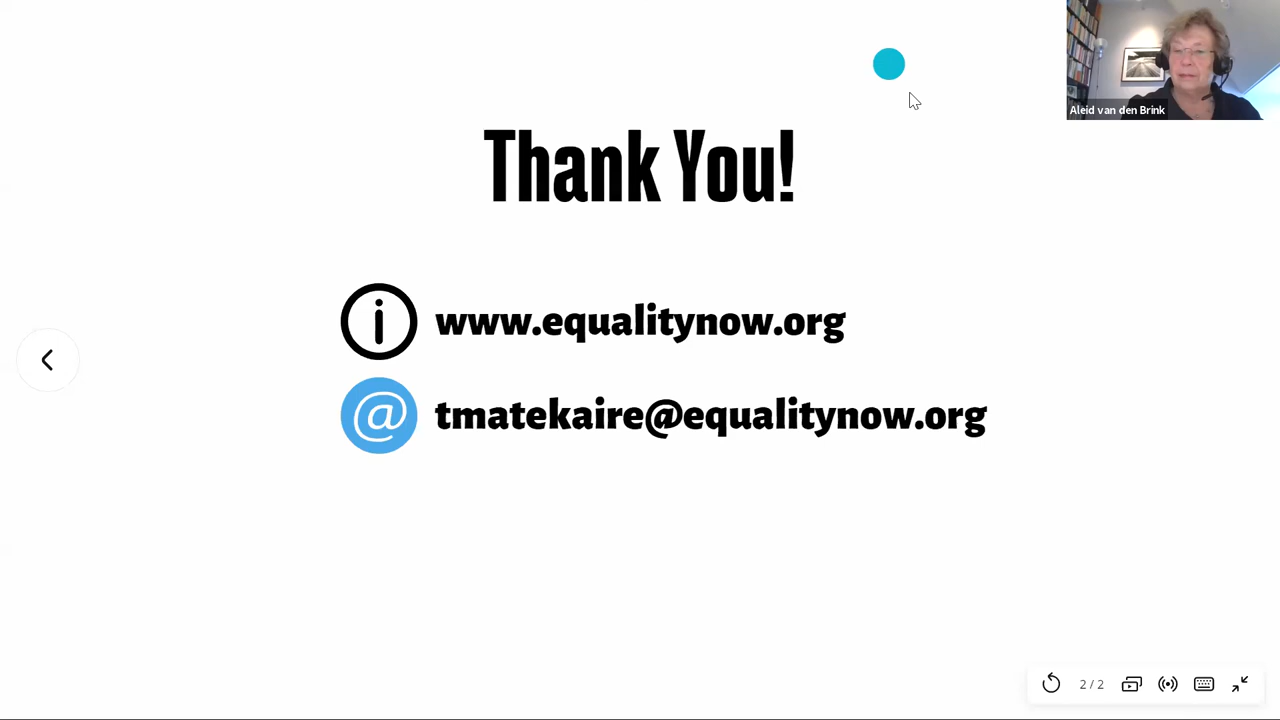 Aleid van den Brink
Thank You!
i www.equalitynow.org
@ tmatekaire@equalitynow.org
2 / 2